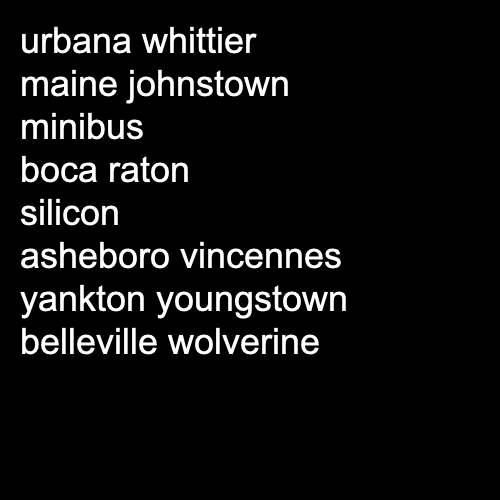 urbana whittier
maine johnstown
minibus
boca raton
silicon
asheboro vincennes
yankton youngstown
belleville wolverine